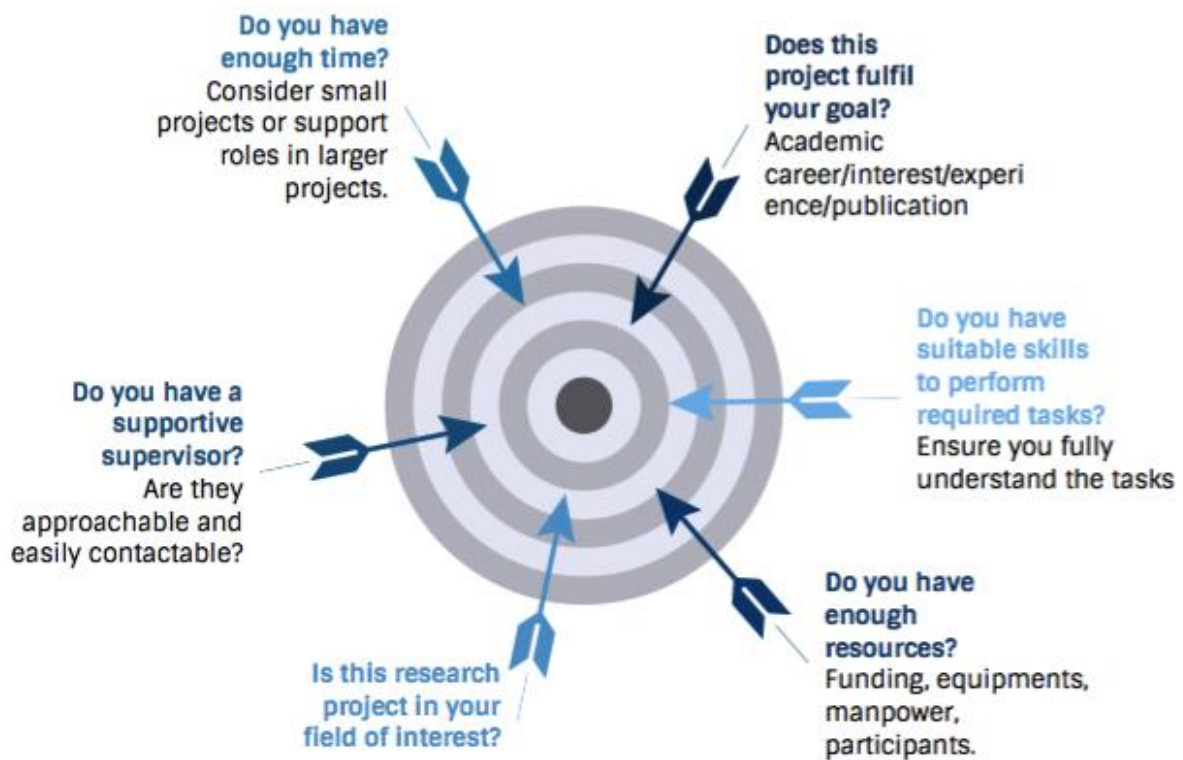 Do you have
enough time?
Consider small
projects or support
roles in larger
projects.
Does this
project fulfil
your goal?
Academic
career/interest/experi
ence/publication
Do you have
suitable skills
to perform
required tasks?
Ensure you fully
understand the tasks
Do you have
enough
resources?
Funding, equipments,
manpower,
participants.
Is this research
project in your
field of interest?
Do you have a
supportive
supervisor?
Are they
approachable and
easily contactable?